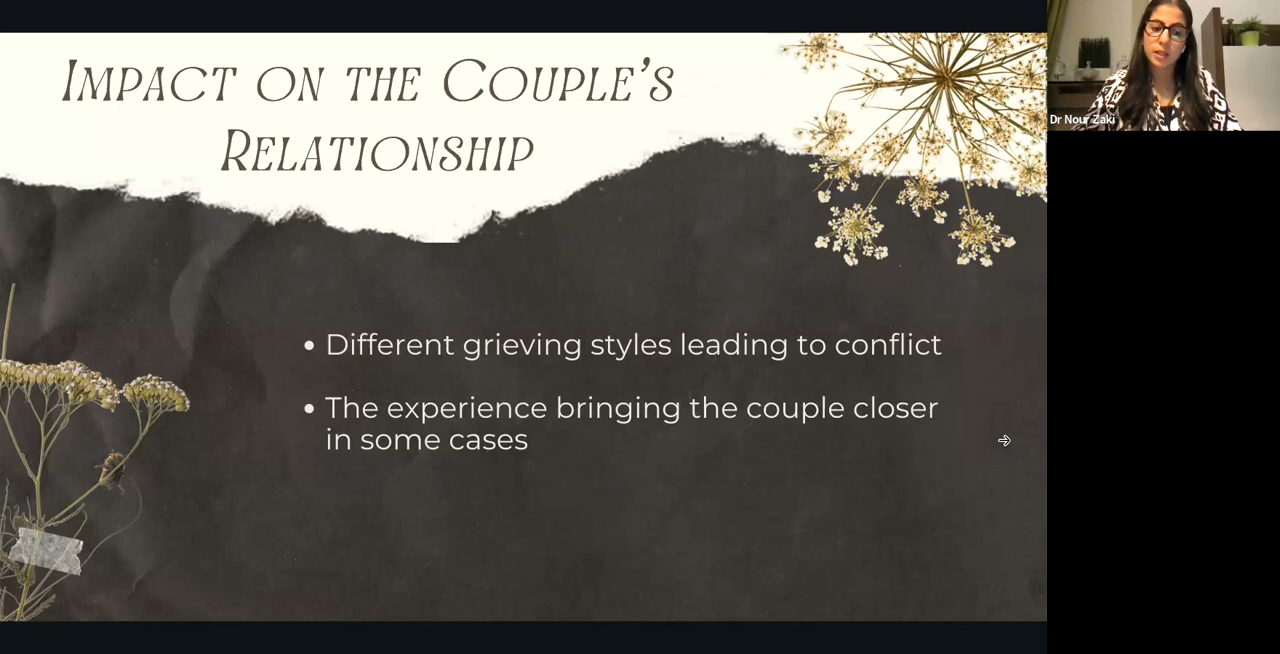 Impact on the Couple's
Relationship
Dr Nour Zaki
• Different grieving styles leading to conflict
• The experience bringing the couple closer
in some cases